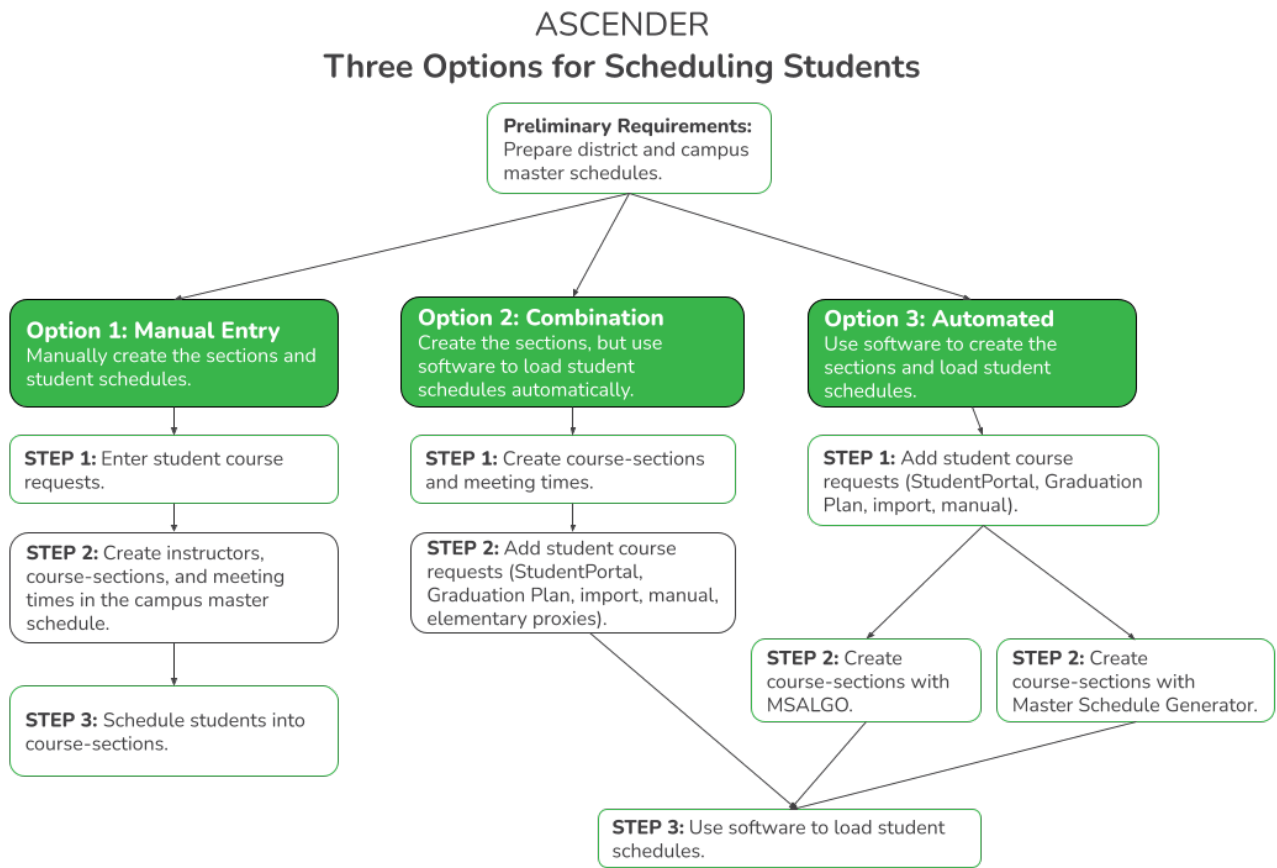 ASCENDER
Three Options for Scheduling Students
Preliminary Requirements:
Prepare district and campus
master schedules.
Option 1: Manual Entry
Manually create the sections and
student schedules.
STEP 1: Enter student course
requests.
STEP 2: Create instructors,
course-sections, and meeting
times in the campus master
schedule.
STEP 3: Schedule students into
course-sections.
Option 2: Combination
Create the sections, but use
software to load student
schedules automatically.
STEP 1: Create course-sections
and meeting times.
STEP 2: Add student course
requests (StudentPortal,
Graduation Plan, import, manual,
elementary proxies).
Option 3: Automated
Use software to create the
sections and load student
schedules.
STEP 1: Add student course
requests (StudentPortal, Graduation
Plan, import, manual).
STEP 2: Create
course-sections with
MSALGO.
STEP 2: Create
course-sections with
Master Schedule Generator.
STEP 3: Use software to load student
schedules.